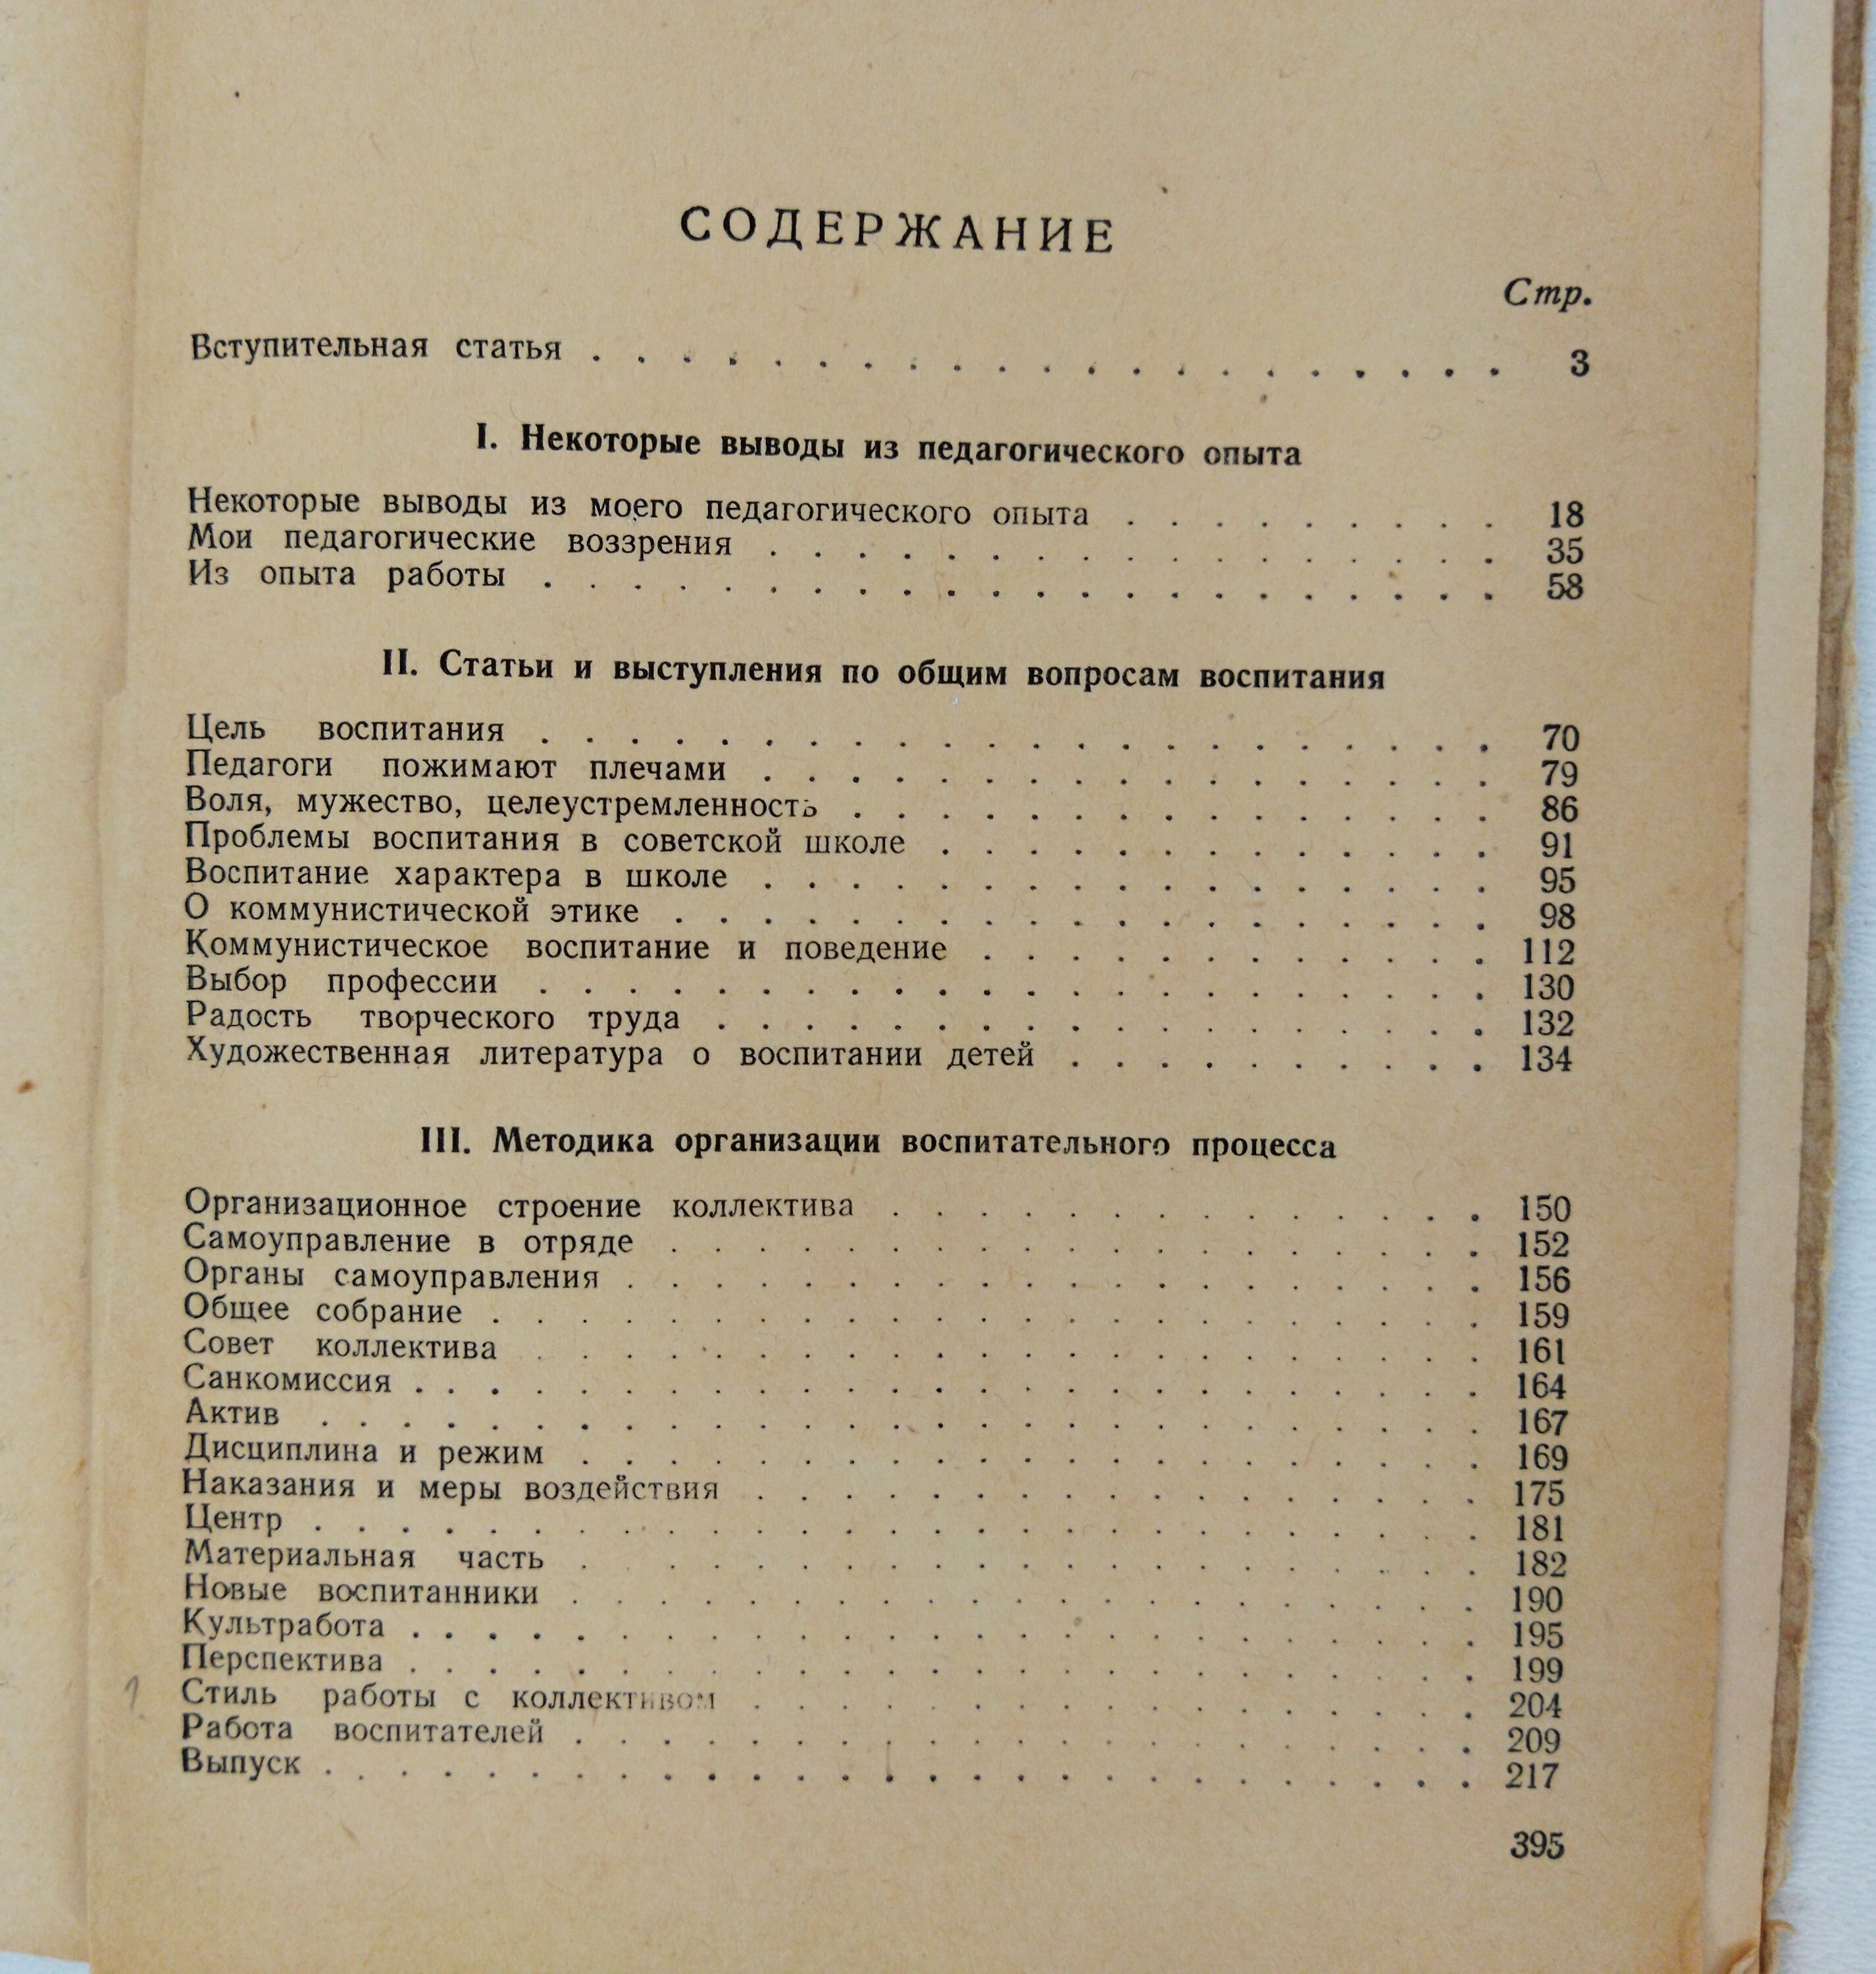 СОДЕРЖАНИЕ
Стр.
Вступительная статья . . . . . . . . . . . . . . . . . . . . . 3
I. Некоторые выводы из педагогического опыта
Некоторые выводы из моего педагогического опыта . . . . . . . . . 18
Мои педагогические воззрения . . . . . . . . . . . . . . . . . 35
Из опыта работы . . . . . . . . . . . . . . . . . . . . . . 58
II. Статьи и выступления по общим вопросам воспитания
Цель воспитания . . . . . . . . . . . . . . . . . . . . . . 70
Педагоги пожимают плечами . . . . . . . . . . . . . . . . . 79
Воля, мужество, целеустремленность . . . . . . . . . . . . . . . 86
Проблемы воспитания в советской школе . . . . . . . . . . . . . 91
Воспитание характера в школе . . . . . . . . . . . . . . . . . 95
О коммунистической этике . . . . . . . . . . . . . . . . . . . 98
Коммунистическое воспитание и поведение . . . . . . . . . . . . 112
Выбор профессии . . . . . . . . . . . . . . . . . . . . . . 130
Радость творческого труда . . . . . . . . . . . . . . . . . . 132
Художественная литература о воспитании детей . . . . . . . . . . 134
III. Методика организации воспитательного процесса
Организационное строение коллектива . . . . . . . . . . . . . . 150
Самоуправление в отряде . . . . . . . . . . . . . . . . . . . 152
Органы самоуправления . . . . . . . . . . . . . . . . . . . . 156
Общее собрание . . . . . . . . . . . . . . . . . . . . . . . 159
Совет коллектива . . . . . . . . . . . . . . . . . . . . . . 161
Санкомиссия . . . . . . . . . . . . . . . . . . . . . . . . 164
Актив . . . . . . . . . . . . . . . . . . . . . . . . . . . 167
Дисциплина и режим . . . . . . . . . . . . . . . . . . . . . 169
Наказания и меры воздействия . . . . . . . . . . . . . . . . . 175
Центр . . . . . . . . . . . . . . . . . . . . . . . . . . . 181
Материальная часть . . . . . . . . . . . . . . . . . . . . 182
Новые воспитанники . . . . . . . . . . . . . . . . . . . . . 190
Культработа . . . . . . . . . . . . . . . . . . . . . . . . 195
Перспектива . . . . . . . . . . . . . . . . . . . . . . . . 199
Стиль работы с коллективом . . . . . . . . . . . . . . . . . 204
Работа воспитателей . . . . . . . . . . . . . . . . . . . . . 209
Выпуск . . . . . . . . . . . . . . . . . . . . . . . . . . 217
395